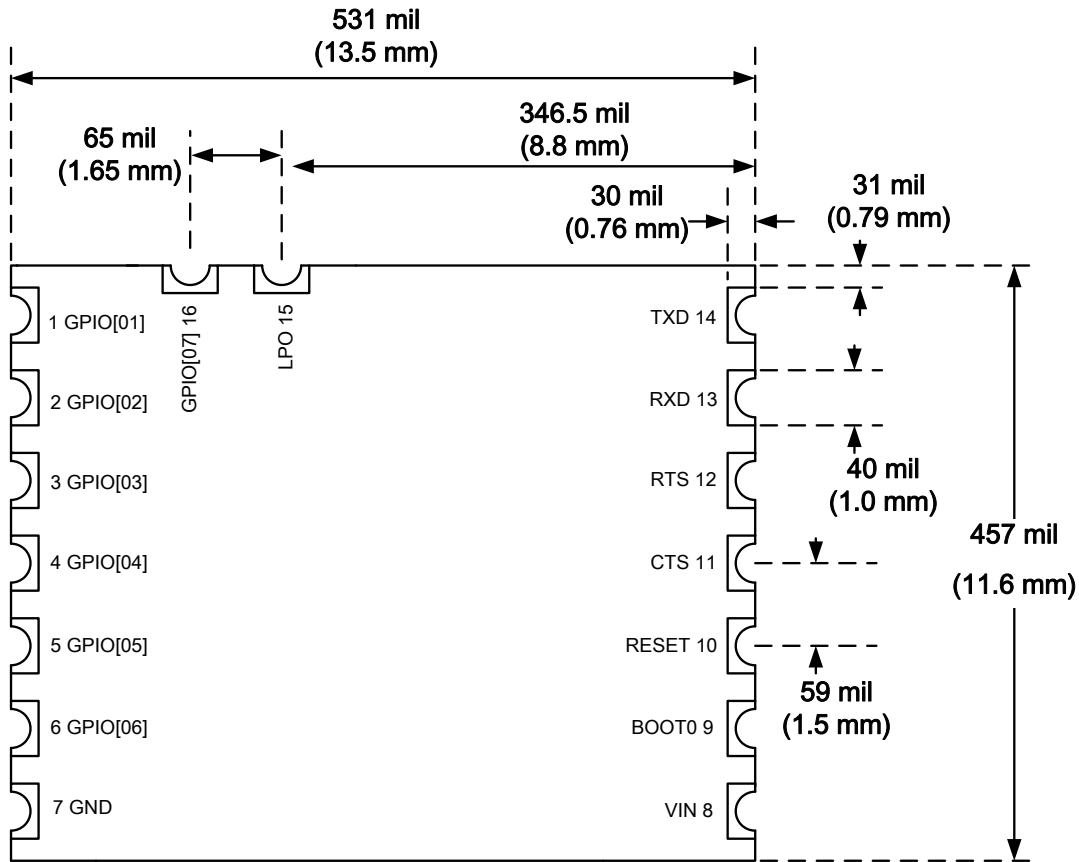 531 mil
(13.5 mm)
346.5 mil
(8.8 mm)
65 mil
(1.65 mm)
30 mil
(0.76 mm)
31 mil
(0.79 mm)
1 GPIO[01]
GPIO[07] 16
LPO 15
TXD 14
2 GPIO[02]
RXD 13
3 GPIO[03]
RTS 12
40 mil
(1.0 mm)
457 mil
(11.6 mm)
4 GPIO[04]
CTS 11
5 GPIO[05]
RESET 10
59 mil
(1.5 mm)
6 GPIO[06]
BOOT0 9
7 GND
VIN 8